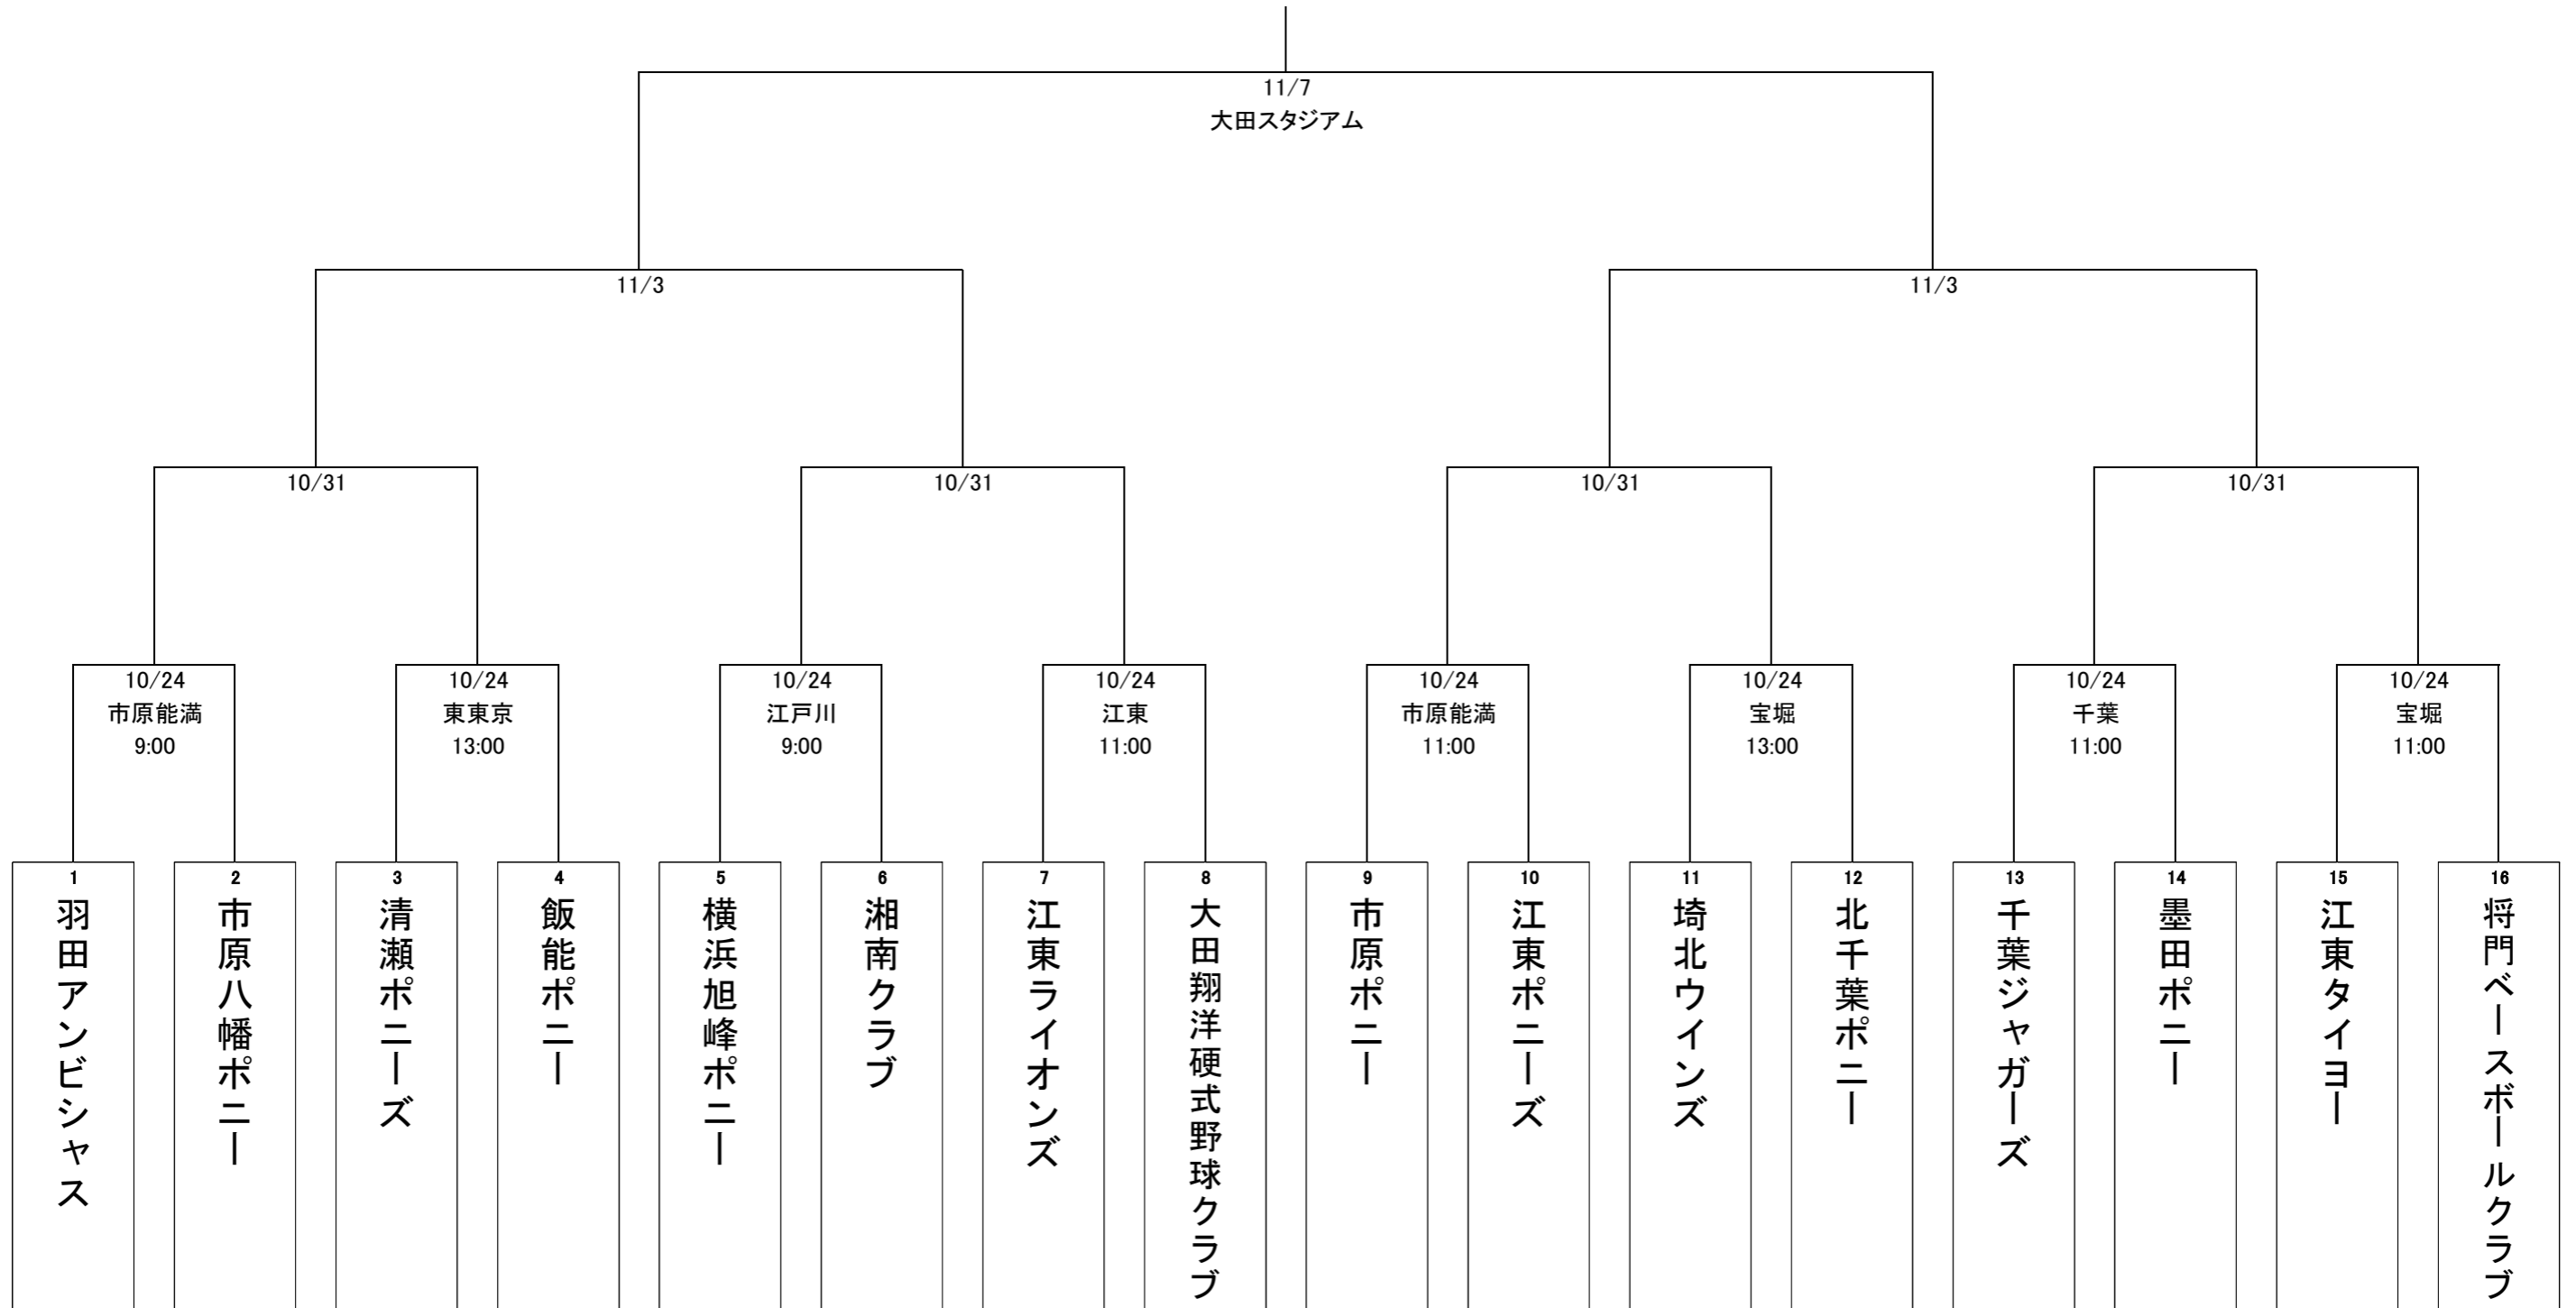 11/7
大田スタジアム
11/3
11/3
10/31
10/31
10/31
10/31
10/24
市原能満
9:00
10/24
東東京
13:00
10/24
江戸川
9:00
10/24
江東
11:00
10/24
市原能満
11:00
10/24
宝堀
13:00
10/24
千葉
11:00
10/24
宝堀
11:00
1
羽田アンビシャス
2
市原八幡ポニー
3
清瀬ポニーズ
4
飯能ポニー
5
横浜旭峰ポニー
6
湘南クラブ
7
江東ライオンズ
8
大田翔洋硬式野球クラブ
9
市原ポニー
10
江東ポニーズ
11
埼北ウインズ
12
北千葉ポニー
13
千葉ジャガーズ
14
墨田ポニー
15
江東タイヨー
16
将門ベースボールクラブ